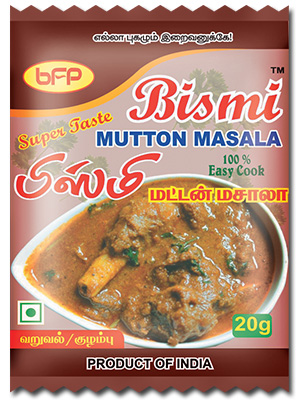 எல்லா புகழும் இறைவனுக்கே!
bFP
Bismi TM
Super Taste
MUTTON MASALA
100 %
Easy Cook
பிஸ்மி
மட்டன் மசாலா
20g
வறுவல் / குழம்பு
PRODUCT OF INDIA